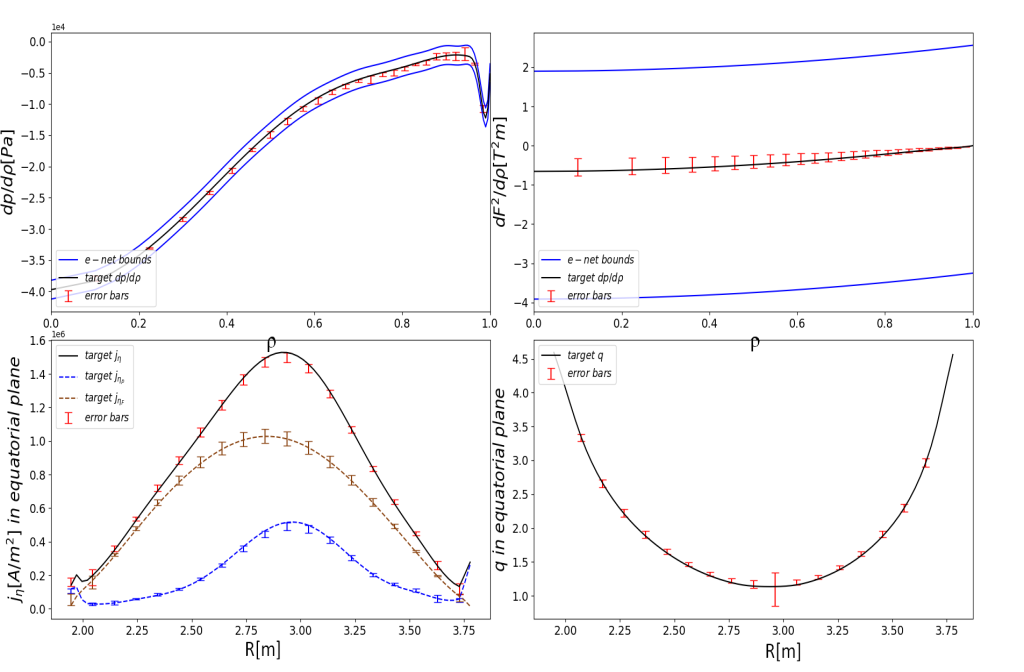 1e4
0.0
−0.5
−1.0
−1.5
−2.0
−2.5
−3.0
−3.5
−4.0
dp/dρ[Pa]
e − net bounds
target dp/dρ
error bars
0.0 0.2 0.4 0.6 0.8 1.0
ρ
2
1
0
−1
−2
−3
−4
dF²/dρ[T²m]
e − net bounds
target dp/dρ
error bars
0.0 0.2 0.4 0.6 0.8 1.0
ρ
1e6
1.6
1.4
1.2
1.0
0.8
0.6
0.4
0.2
0.0
jη[A/m²] in equatorial plane
target jη
target jηp
target jηF
error bars
2.00 2.25 2.50 2.75 3.00 3.25 3.50 3.75
R[m]
4.5
4.0
3.5
3.0
2.5
2.0
1.5
1.0
q in equatorial plane
target q
error bars
2.00 2.25 2.50 2.75 3.00 3.25 3.50 3.75
R[m]